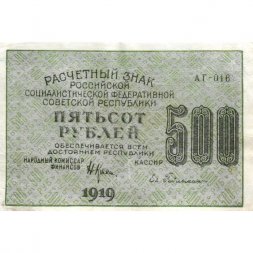 АГ-016
РАСЧЕТНЫЙ ЗНАК
РОССИЙСКОЙ
СОЦИАЛИСТИЧЕСКОЙ ФЕДЕРАТИВНОЙ
СОВЕТСКОЙ РЕСПУБЛИКИ
ПЯТЬСОТ
РУБЛЕЙ
500
ОБЕСПЕЧИВАЕТСЯ ВСЕМ
ДОСТОЯНИЕМ РЕСПУБЛИКИ
НАРОДНЫЙ КОМИССАР
ФИНАНСОВ
КАССИР
1919